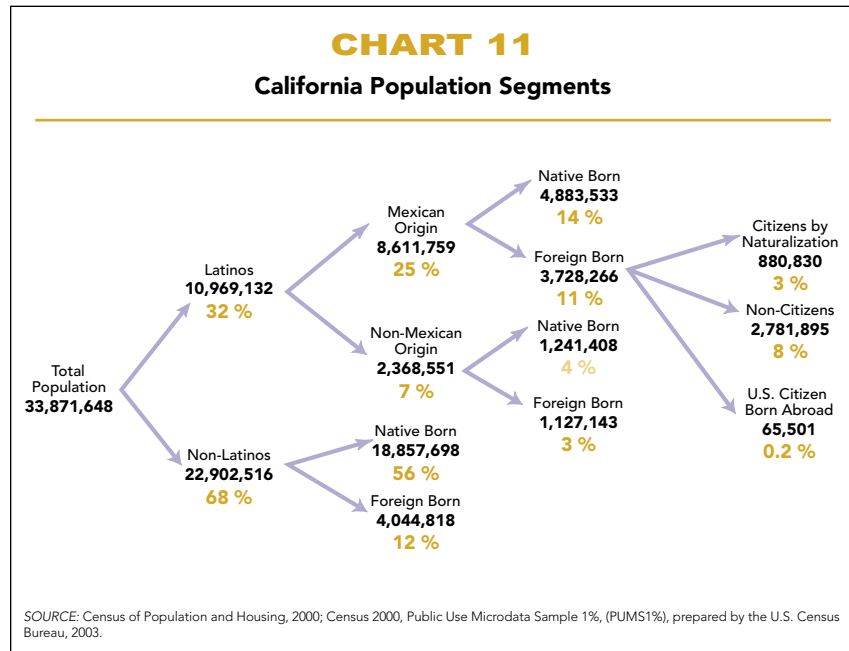 CHART 11
California Population Segments
Total
Population
33,871,648
Latinos
10,969,132
32 %
Non-Latinos
22,902,516
68 %
Mexican
Origin
8,611,759
25 %
Non-Mexican
Origin
2,368,551
7 %
Native Born
18,857,698
56 %
Foreign Born
4,044,818
12 %
Native Born
4,883,533
14 %
Foreign Born
3,728,266
11 %
Native Born
1,241,408
4 %
Foreign Born
1,127,143
3 %
Citizens by
Naturalization
880,830
3 %
Non-Citizens
2,781,895
8 %
U.S. Citizen
Born Abroad
65,501
0.2 %
SOURCE: Census of Population and Housing, 2000; Census 2000, Public Use Microdata Sample 1%, (PUMS1%), prepared by the U.S. Census
Bureau, 2003.